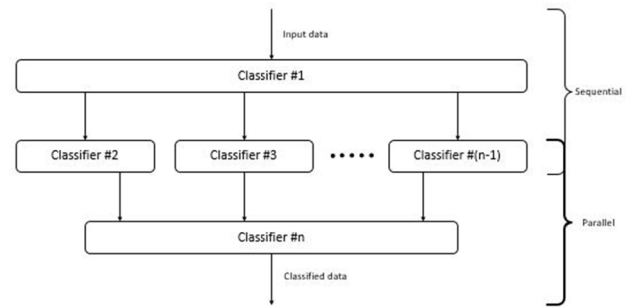 Input data
Classifier #1
Sequential
Classifier #2
Classifier #3
Classifier #(n-1)
Parallel
Classifier #n
Classified data